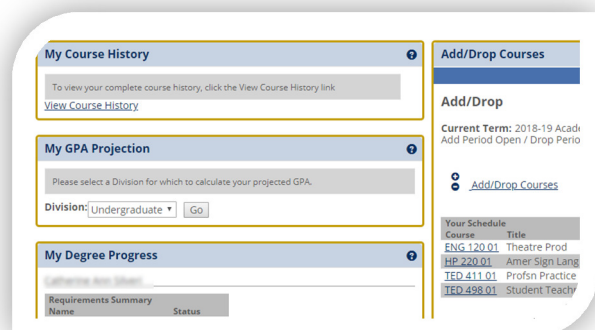 My Course History
To view your complete course history, click the View Course History link
View Course History
My GPA Projection
Please select a Division for which to calculate your projected GPA.
Division: Undergraduate Go
My Degree Progress
Requirements Summary
Name Status
Add/Drop Courses
Add/Drop
Current Term: 2018-19
Add Period Open / Drop
Add/Drop Courses
Your Schedule
Course Title
ENG 120 01 Theatre Prod
HP 220 01 Amer Sign Lang
TED 411 01 Profsn Practice
TED 498 01 Student